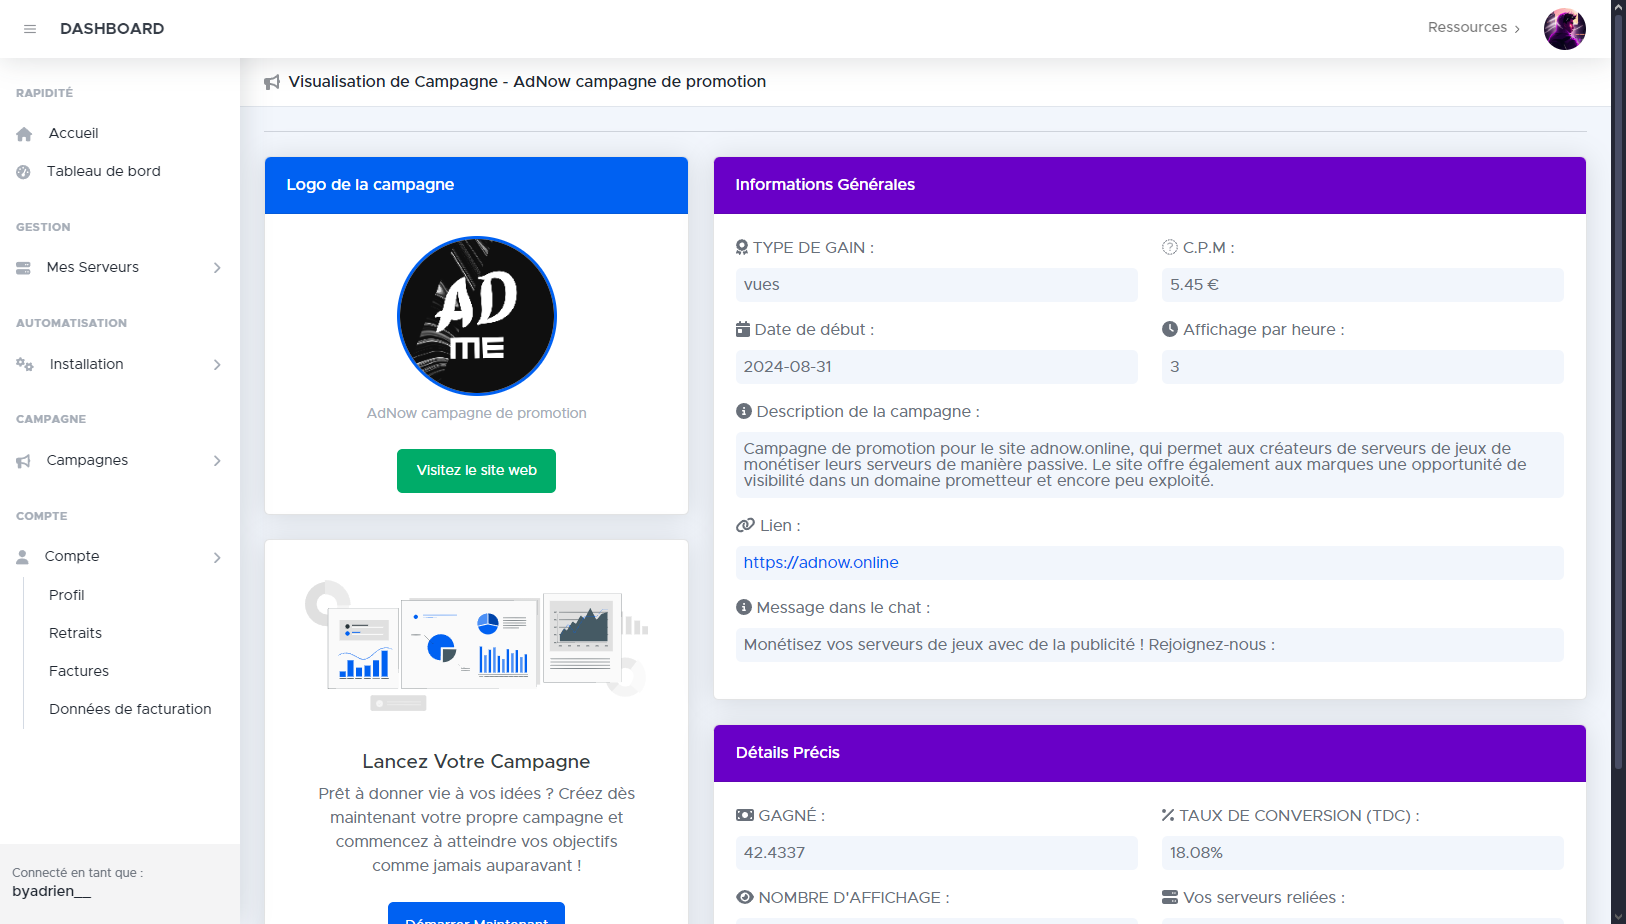 DASHBOARD
Ressources
RAPIDITÉ
Accueil
Tableau de bord
GESTION
Mes Serveurs
AUTOMATISATION
Installation
CAMPAGNE
Campagnes
COMPTE
Compte
Profil
Retraits
Factures
Données de facturation
Connecté en tant que :
byadrien__
Visualisation de Campagne - AdNow campagne de promotion
Logo de la campagne
AD
ME
AdNow campagne de promotion
Visitez le site web
Lancez Votre Campagne
Prêt à donner vie à vos idées ? Créez dès
maintenant votre propre campagne et
commencez à atteindre vos objectifs
comme jamais auparavant !
Démarrer Maintenant
Informations Générales
TYPE DE GAIN :
vues
C.P.M :
5.45 €
Date de début :
2024-08-31
Affichage par heure :
3
Description de la campagne :
Campagne de promotion pour le site adnow.online, qui permet aux créateurs de serveurs de jeux de
monétiser leurs serveurs de manière passive. Le site offre également aux marques une opportunité de
visibilité dans un domaine prometteur et encore peu exploité.
Lien :
https://adnow.online
Message dans le chat :
Monétisez vos serveurs de jeux avec de la publicité ! Rejoignez-nous :
Détails Précis
GAGNÉ :
42.4337
TAUX DE CONVERSION (TDC) :
18.08%
NOMBRE D'AFFICHAGE :
Vos serveurs reliées :